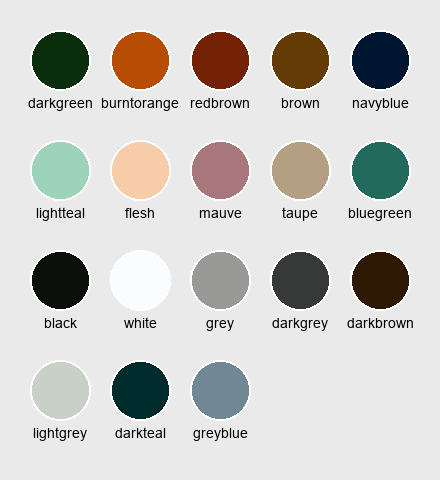 darkgreen burntorange redbrown brown navyblue
lightteal flesh mauve taupe bluegreen
black white grey darkgrey darkbrown
lightgrey darkteal greyblue